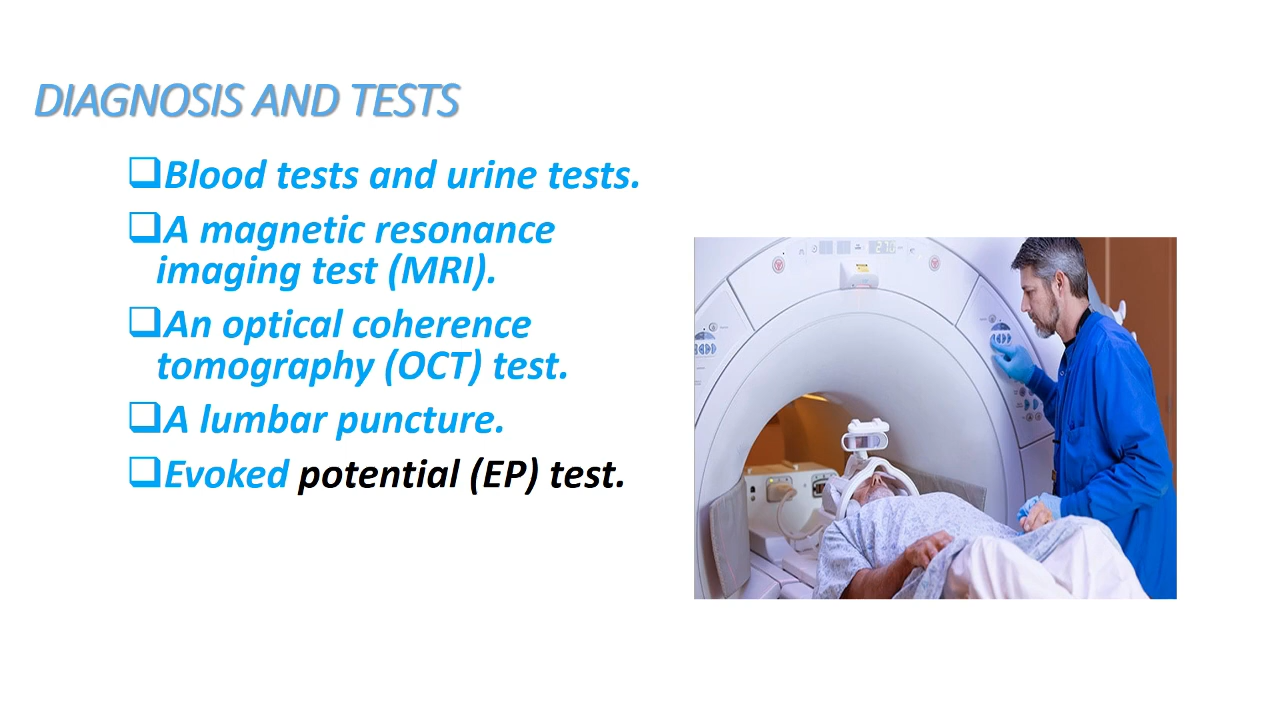 DIAGNOSIS AND TESTS
Blood tests and urine tests.
A magnetic resonance
imaging test (MRI).
An optical coherence
tomography (OCT) test.
A lumbar puncture.
Evoked potential (EP) test.